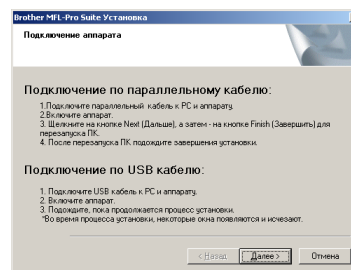 Brother MFL-Pro Suite Установка
Подключение аппарата
Подключение по параллельному кабелю:
1.Подключите параллельный кабель к PC и аппарату.
2.Включите аппарат.
3. Щелкните на кнопке Next (Дальше), а затем - на кнопке Finish (Завершить) для
перезапуска ПК.
4. После перезапуска ПК подождите завершения установки.
Подключение по USB кабелю:
1. Подключите USB кабель к PC и аппарату.
2. Включите аппарат.
3. Подождите, пока продолжается процесс установки.
*Во время процесса установки, некоторые окна появляются и исчезают.
< Назад
Далее >
Отмена